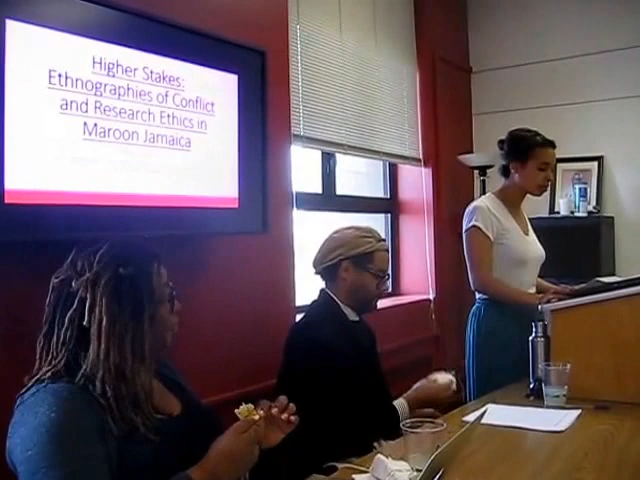 Higher Stakes:
Ethnographies of Conflict
and Research Ethics in
Maroon Jamaica